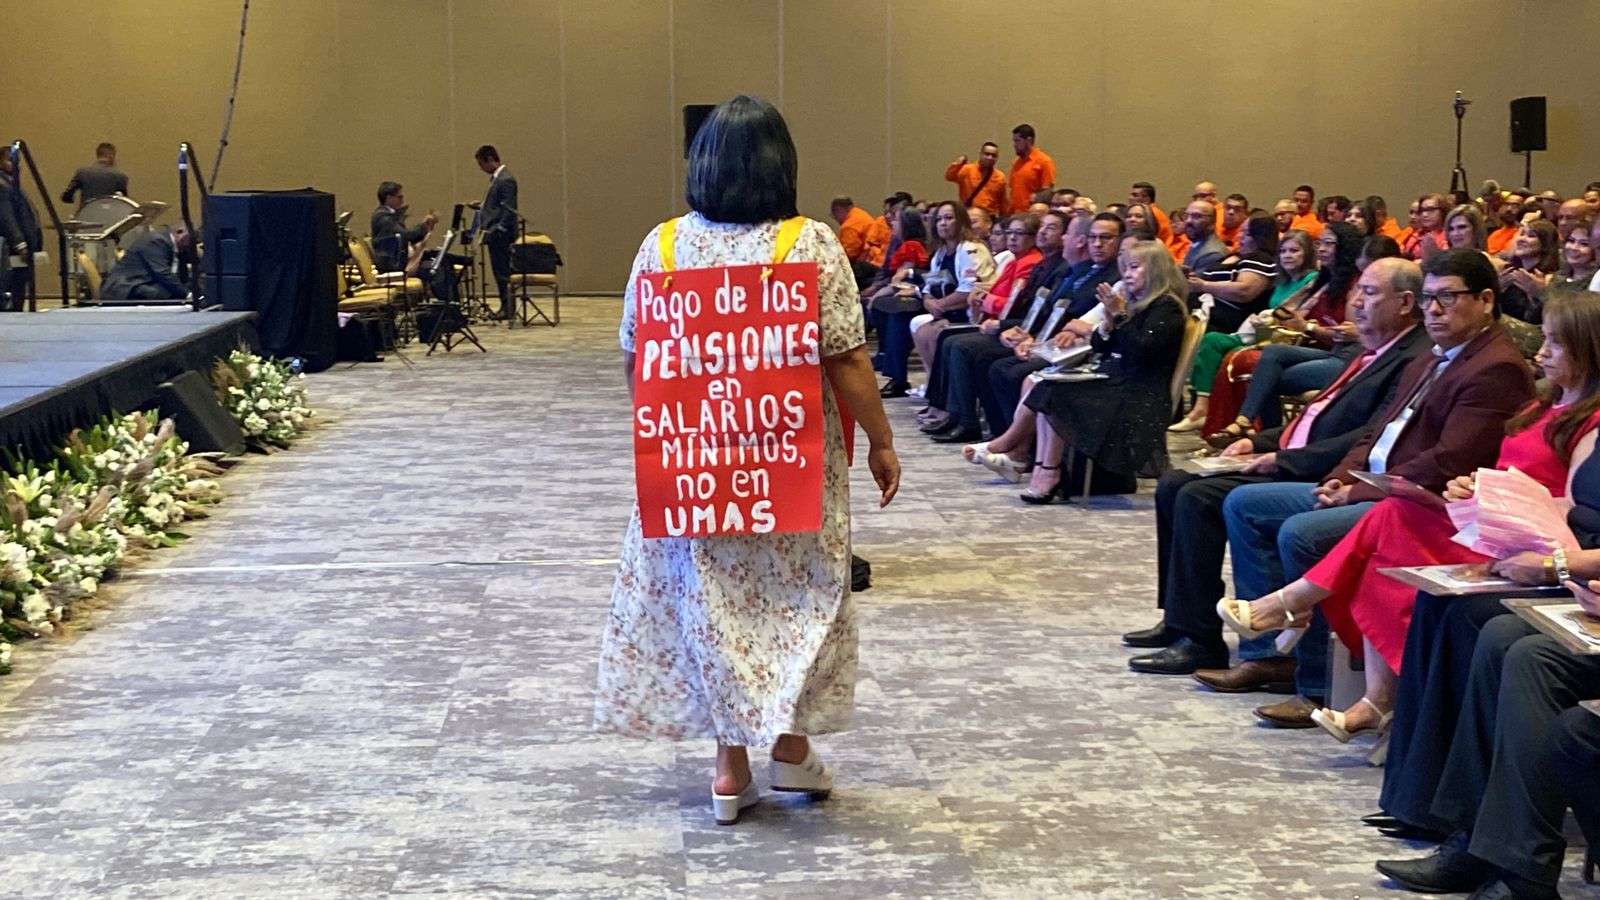 Pago de las
PENSIONES
en
SALARIOS
MÍNIMOS,
no en
UMAS